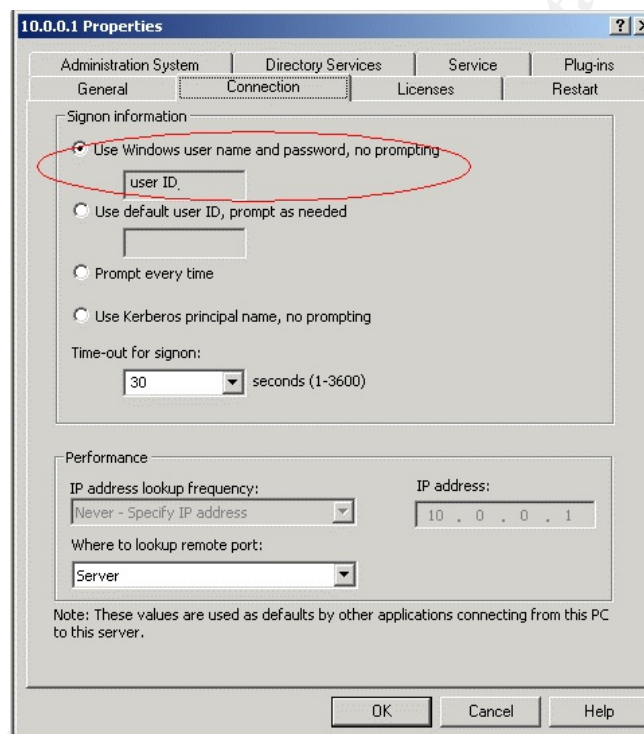 10.0.0.1 Properties
Administration System Directory Services Service Plug-ins
General Connection Licenses Restart
Signon information
Use Windows user name and password, no prompting
user ID.
Use default user ID, prompt as needed
Prompt every time
Use Kerberos principal name, no prompting
Time-out for signon:
30 seconds (1-3600)
Performance
IP address lookup frequency: IP address:
Never - Specify IP address 10 . 0 . 0 . 1
Where to lookup remote port:
Server
Note: These values are used as defaults by other applications connecting from this PC
to this server.
OK Cancel Help